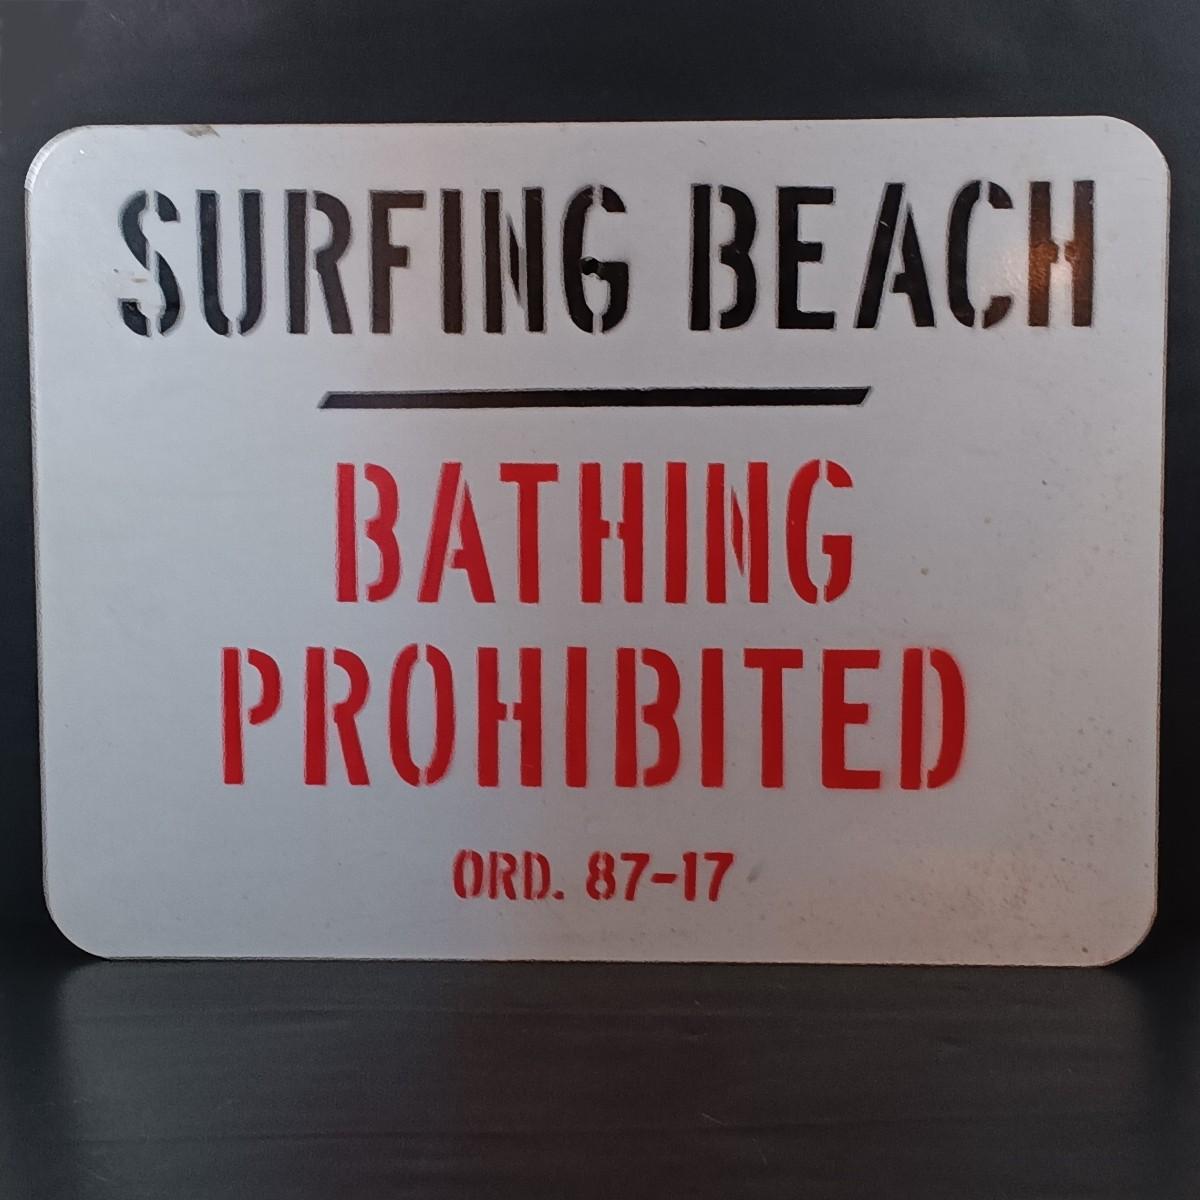 SURFING BEACH
BATHING
PROHIBITED
ORD. 87-17